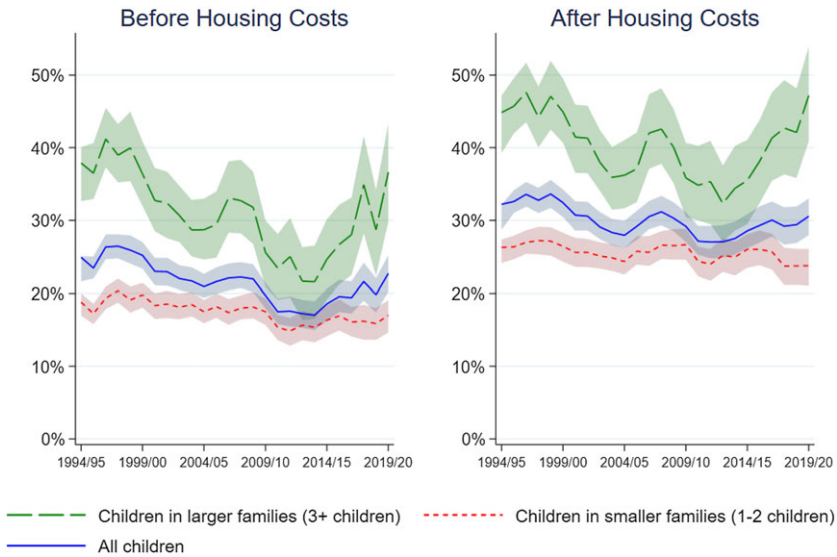 Before Housing Costs
After Housing Costs
50%
40%
30%
20%
10%
0%
50%
40%
30%
20%
10%
0%
1994/95 1999/00 2004/05 2009/10 2014/15 2019/20
1994/95 1999/00 2004/05 2009/10 2014/15 2019/20
Children in larger families (3+ children)
Children in smaller families (1-2 children)
All children